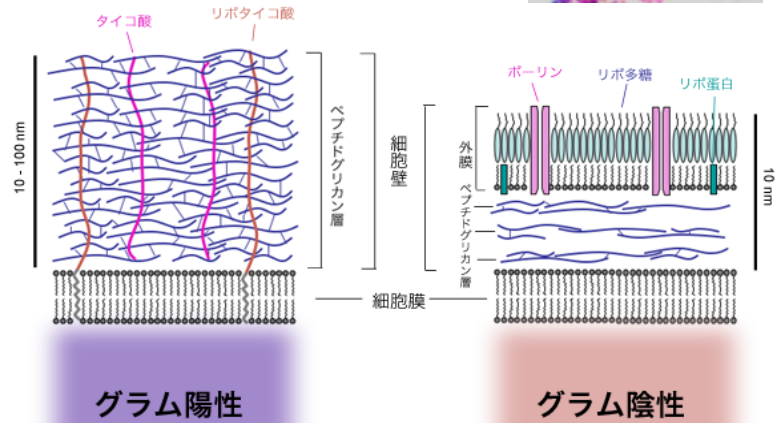 タイコ酸
リポタイコ酸
10 - 100 nm
ペプチドグリカン層
細胞壁
ポーリン
リポ多糖
リポ蛋白
外膜
ペプチドグリカン層
10 nm
細胞膜
グラム陽性
グラム陰性